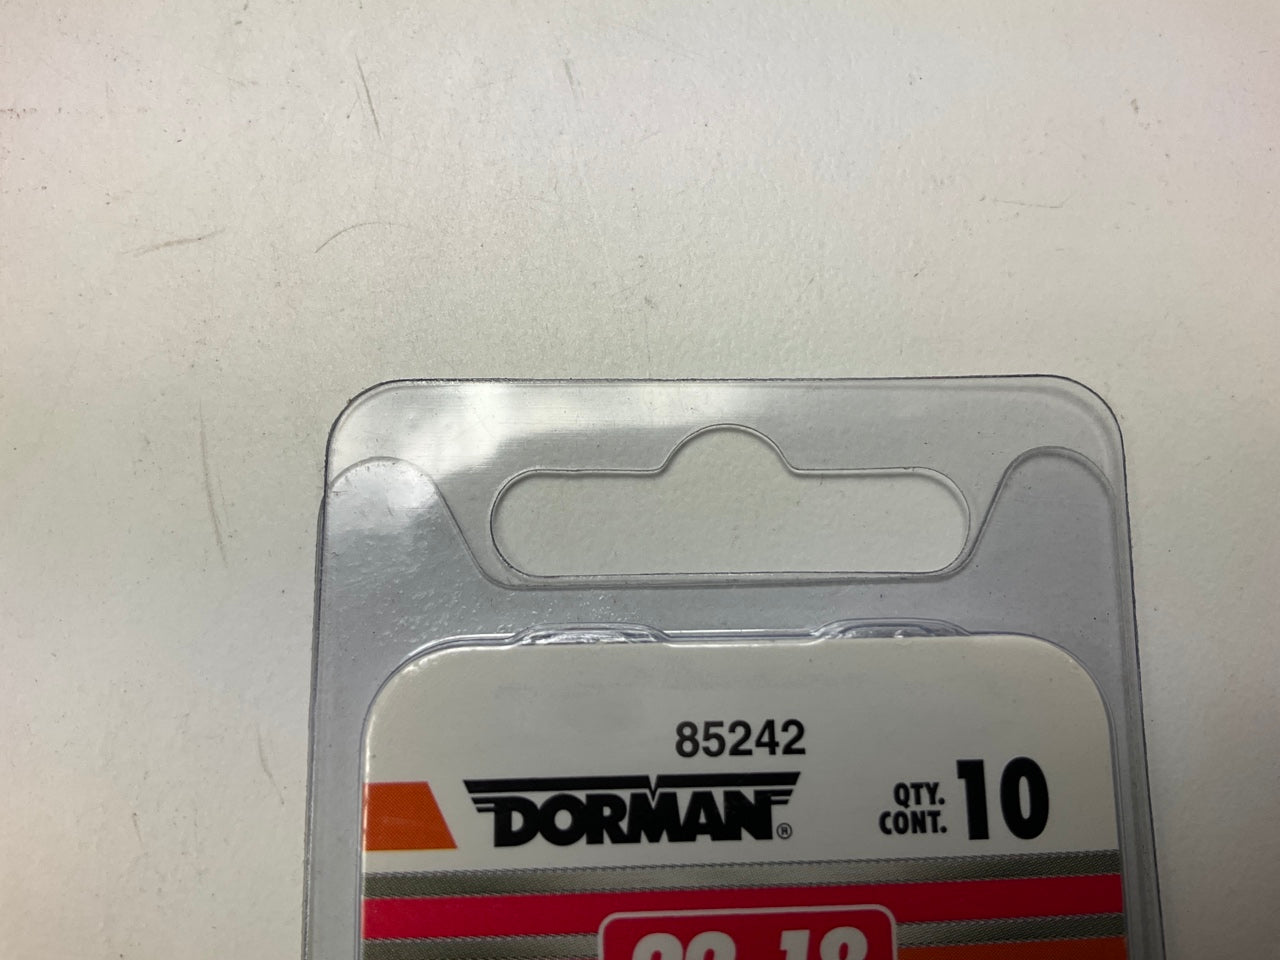 85242
DORMAN®
QTY.
CONT. 10